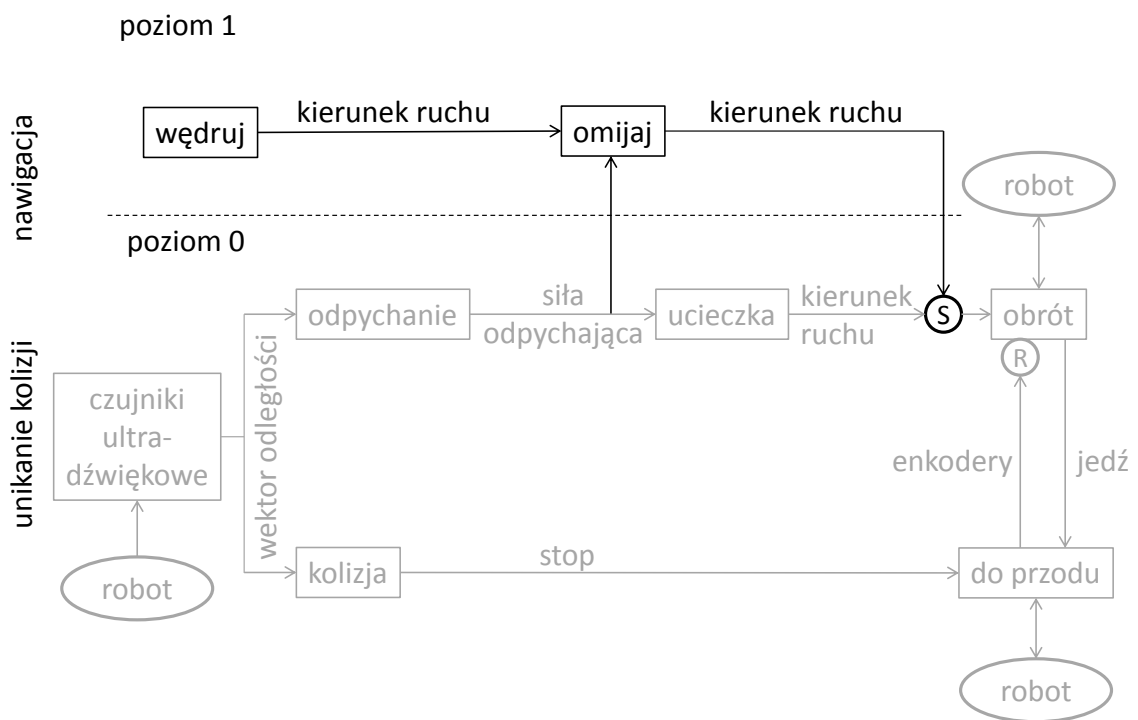 poziom 1
nawigacja
wędruj
kierunek ruchu
omijaj
kierunek ruchu
robot
poziom 0
unikanie kolizji
odpychanie
siła
odpychająca
ucieczka
kierunek
ruchu
S
obrót
R
czujniki
ultra-
dźwiękowe
wektor odległości
enkodery
jedź
robot
kolizja
stop
do przodu
robot